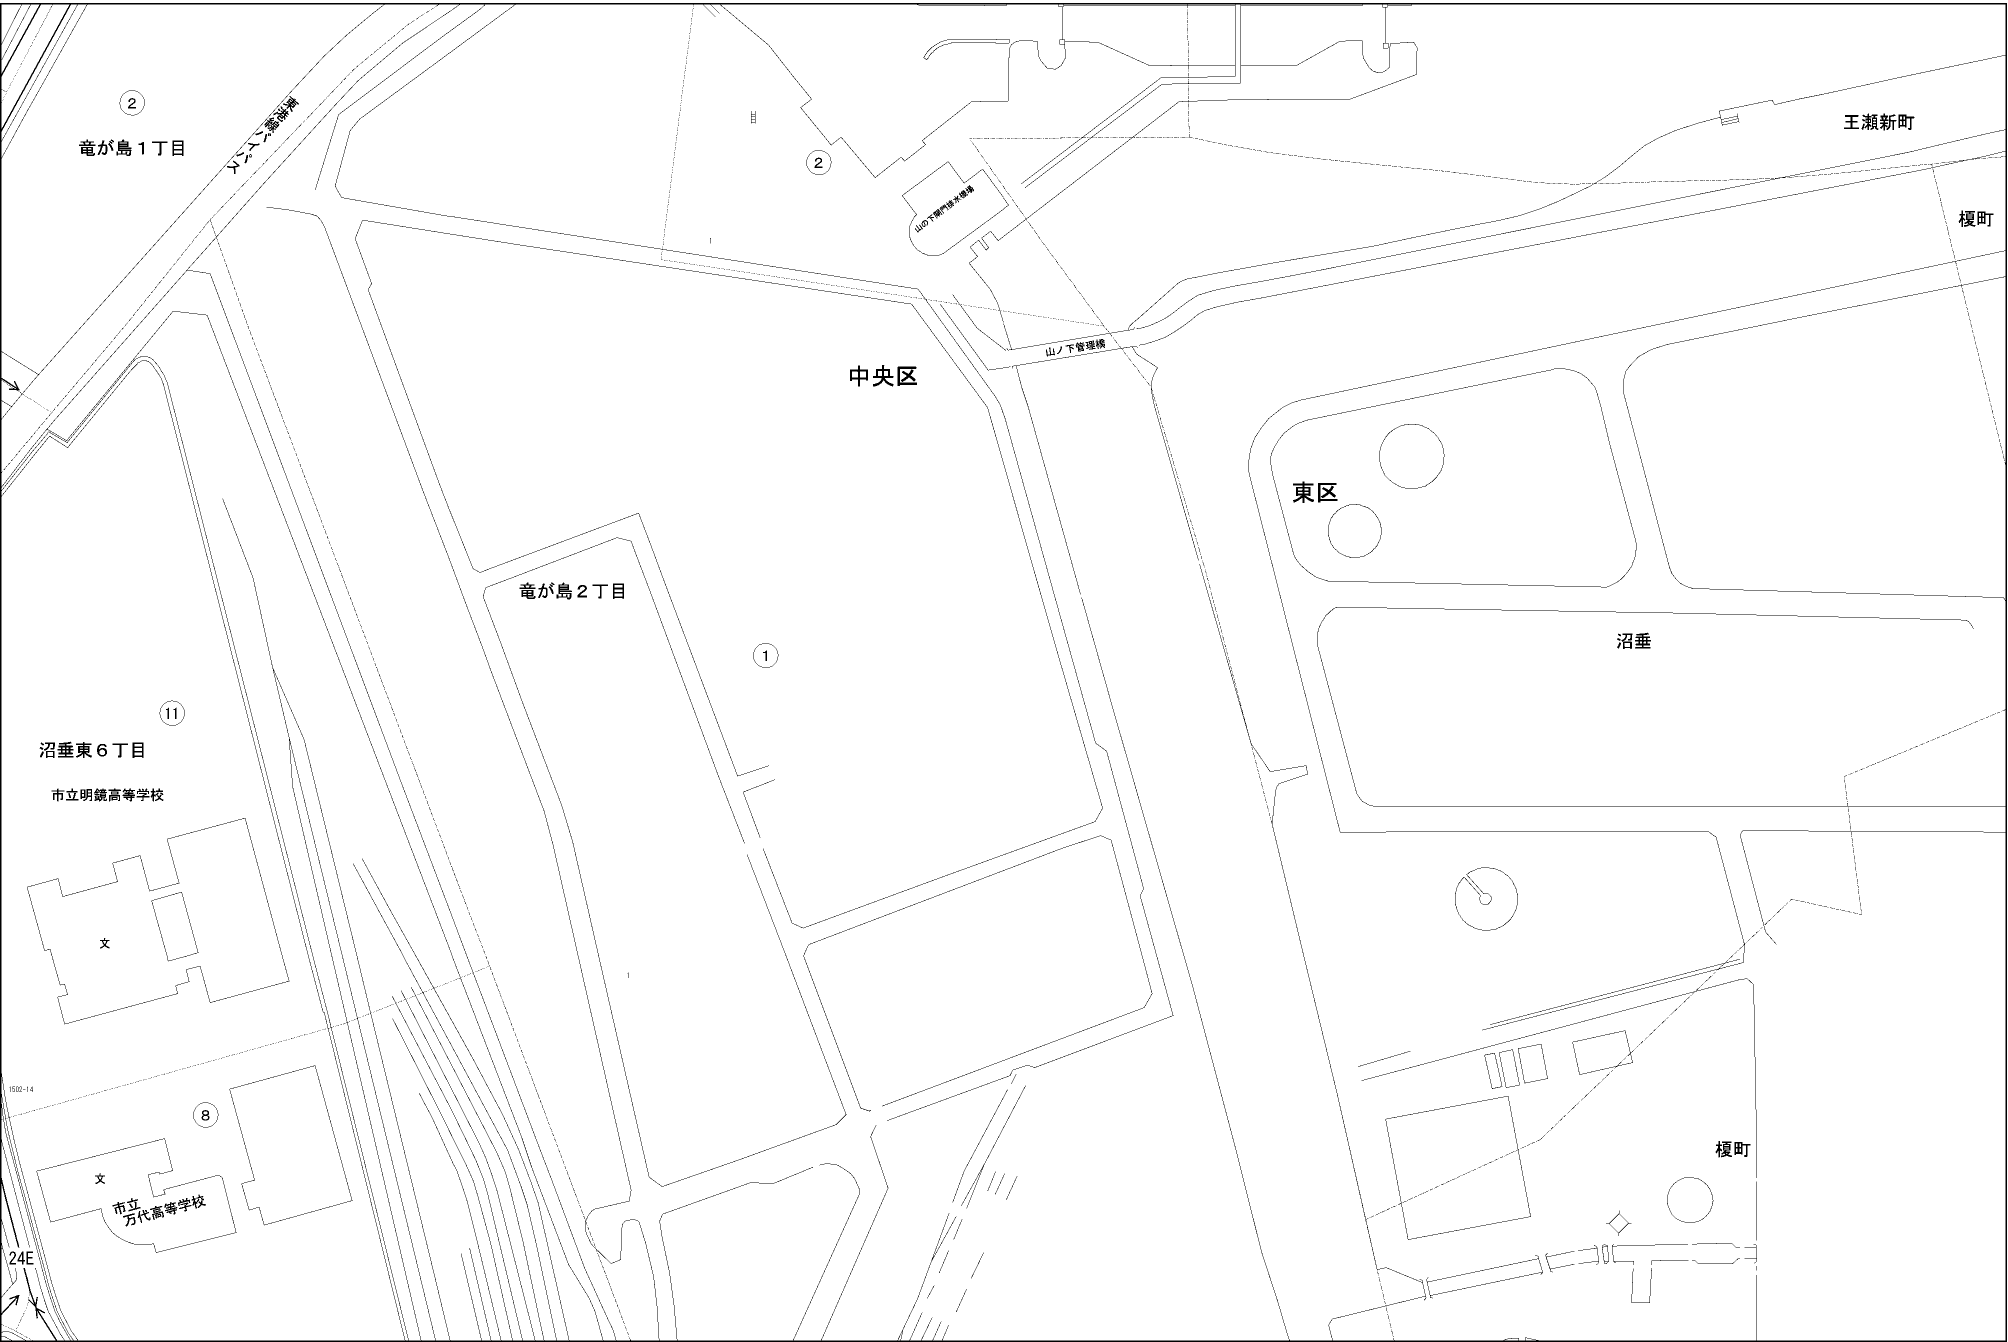 2
竜が島1丁目
東港線バイパス
2
王瀬新町
山の下閘門排水機場
榎町
山ノ下管理橋
中央区
東区
竜が島2丁目
沼垂
1
11
沼垂東6丁目
市立明鏡高等学校
文
1502-14
8
榎町
文
市立
万代高等学校
24E